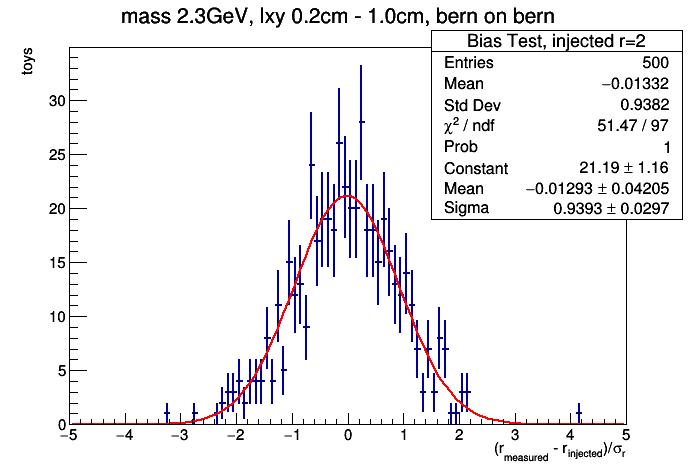 mass 2.3GeV, lxy 0.2cm - 1.0cm, bern on bern
Bias Test, injected r=2
Entries 500
Mean −0.01332
Std Dev 0.9382
χ² / ndf 51.47 / 97
Prob 1
Constant 21.19 ± 1.16
Mean −0.01293 ± 0.04205
Sigma 0.9393 ± 0.0297
toys
30
25
20
15
10
5
0
−5 −4 −3 −2 −1 0 1 2 3 4 5
(r_measured - r_injected)/σ_r